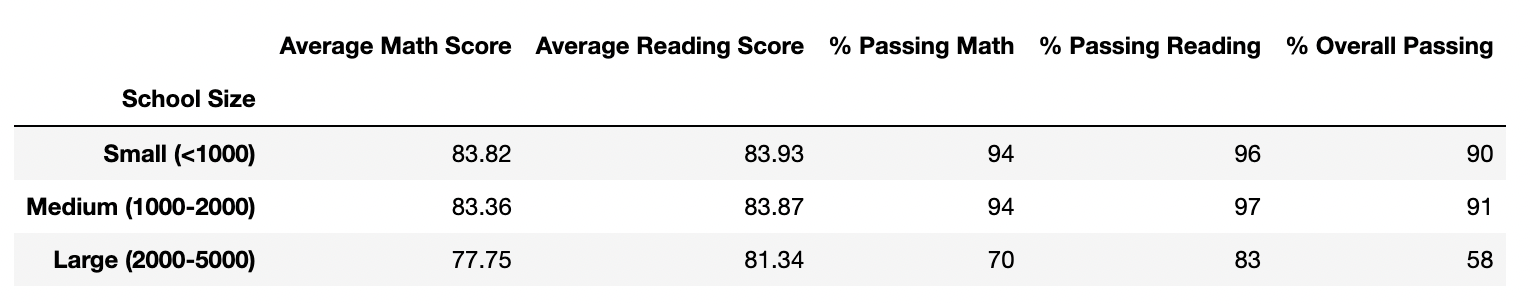 Average Math Score Average Reading Score % Passing Math % Passing Reading % Overall Passing
School Size
Small (<1000) 83.82 83.93 94 96 90
Medium (1000-2000) 83.36 83.87 94 97 91
Large (2000-5000) 77.75 81.34 70 83 58